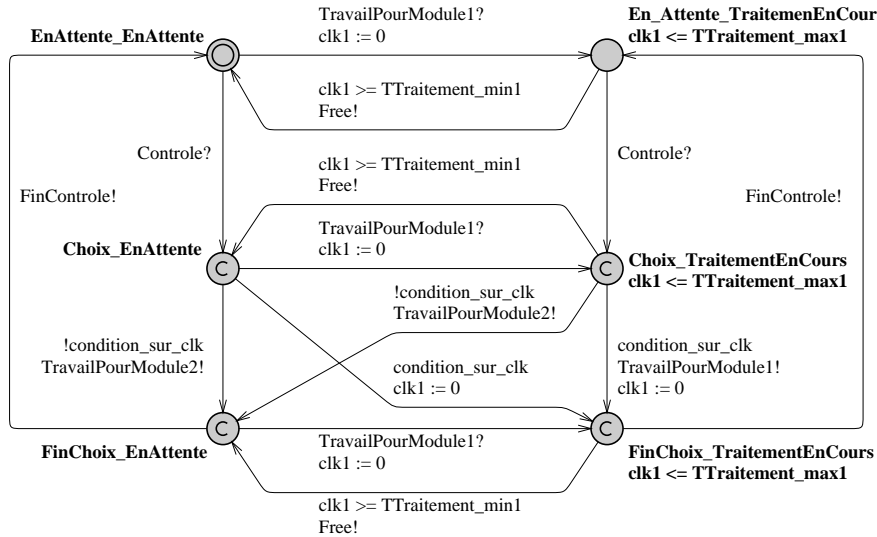 TravailPourModule1?
clk1 := 0
EnAttente_EnAttente
En_Attente_TraitemenEnCour
clk1 <= TTraitement_max1
clk1 >= TTraitement_min1
Free!
Controle?
Controle?
clk1 >= TTraitement_min1
Free!
FinControle!
FinControle!
TravailPourModule1?
clk1 := 0
Choix_EnAttente
C
C
Choix_TraitementEnCours
clk1 <= TTraitement_max1
!condition_sur_clk
TravailPourModule2!
!condition_sur_clk
TravailPourModule2!
condition_sur_clk
clk1 := 0
condition_sur_clk
TravailPourModule1!
clk1 := 0
C
C
FinChoix_EnAttente
TravailPourModule1?
clk1 := 0
FinChoix_TraitementEnCours
clk1 <= TTraitement_max1
clk1 >= TTraitement_min1
Free!